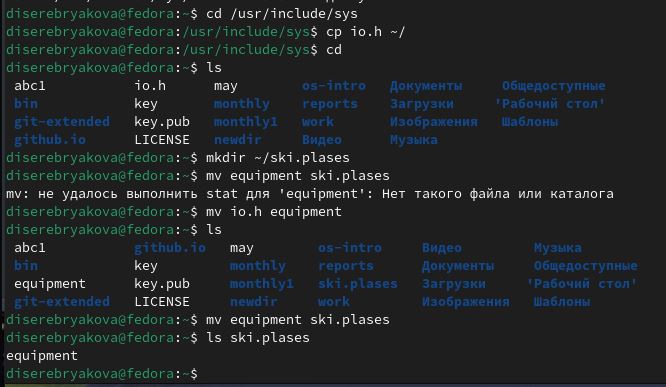 diserebryakova@fedora:~$ cd /usr/include/sys
diserebryakova@fedora:/usr/include/sys$ cp io.h ~/
diserebryakova@fedora:/usr/include/sys$ cd
diserebryakova@fedora:~$ ls
abc1 io.h may os-intro Документы Общедоступные
bin key monthly reports Загрузки 'Рабочий стол'
git-extended key.pub monthly1 work Изображения Шаблоны
github.io LICENSE newdir Видео Музыка
diserebryakova@fedora:~$ mkdir ~/ski.plases
diserebryakova@fedora:~$ mv equipment ski.plases
mv: не удалось выполнить stat для 'equipment': Нет такого файла или каталога
diserebryakova@fedora:~$ mv io.h equipment
diserebryakova@fedora:~$ ls
abc1 github.io may os-intro Видео Музыка
bin key monthly reports Документы Общедоступные
equipment key.pub monthly1 ski.plases Загрузки 'Рабочий стол'
git-extended LICENSE newdir work Изображения Шаблоны
diserebryakova@fedora:~$ mv equipment ski.plases
diserebryakova@fedora:~$ ls ski.plases
equipment
diserebryakova@fedora:~$